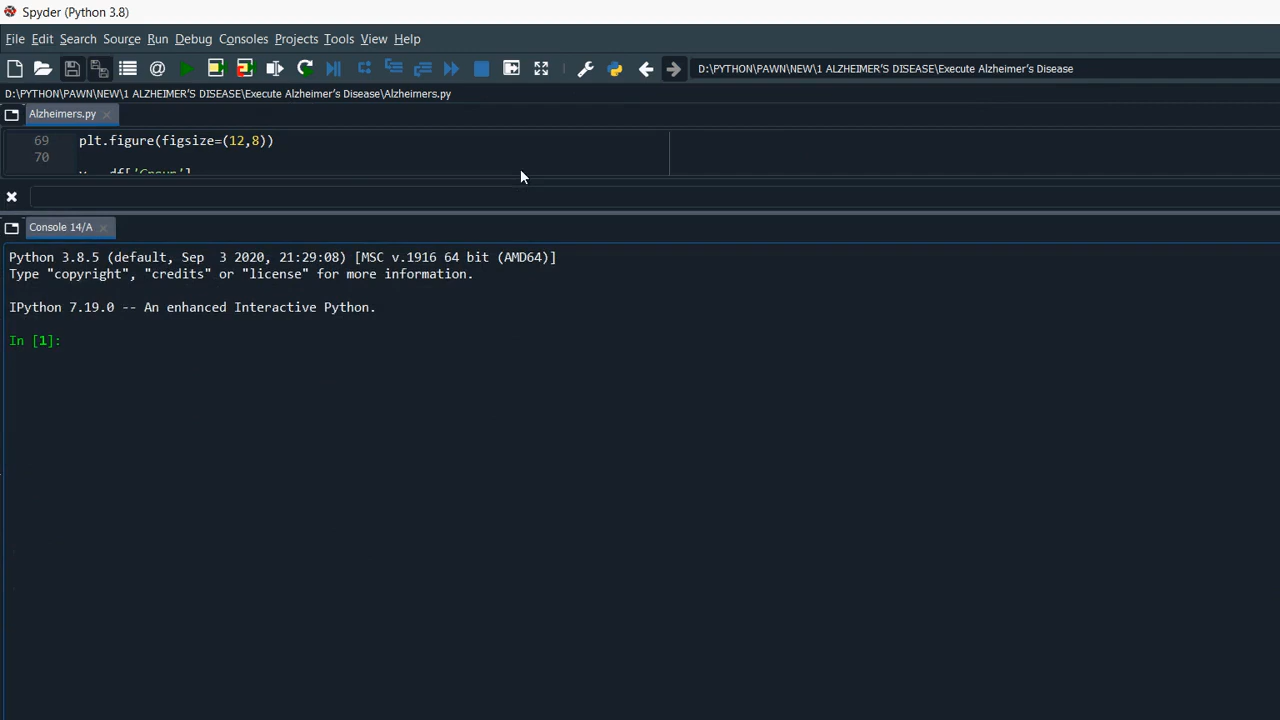 Spyder (Python 3.8)
File Edit Search Source Run Debug Consoles Projects Tools View Help
D:\PYTHON\PAWN\NEW\1 ALZHEIMER'S DISEASE\Execute Alzheimer's Disease
D:\PYTHON\PAWN\NEW\1 ALZHEIMER'S DISEASE\Execute Alzheimer's Disease\Alzheimers.py
Alzheimers.py
69 plt.figure(figsize=(12,8))
70
Console 14/A
Python 3.8.5 (default, Sep  3 2020, 21:29:08) [MSC v.1916 64 bit (AMD64)]
Type "copyright", "credits" or "license" for more information.
IPython 7.19.0 -- An enhanced Interactive Python.
In [1]: